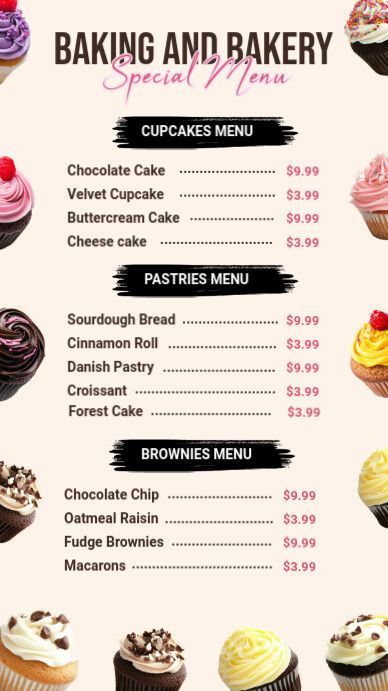 BAKING AND BAKERY
Special Menu
CUPCAKES MENU
Chocolate Cake ........................ $9.99
Velvet Cupcake ........................ $3.99
Buttercream Cake ..................... $9.99
Cheese cake ............................ $3.99
PASTRIES MENU
Sourdough Bread ........................ $9.99
Cinnamon Roll .......................... $3.99
Danish Pastry ............................ $9.99
Croissant .................................. $3.99
Forest Cake .............................. $3.99
BROWNIES MENU
Chocolate Chip .......................... $9.99
Oatmeal Raisin ........................... $3.99
Fudge Brownies ......................... $9.99
Macarons ................................... $3.99